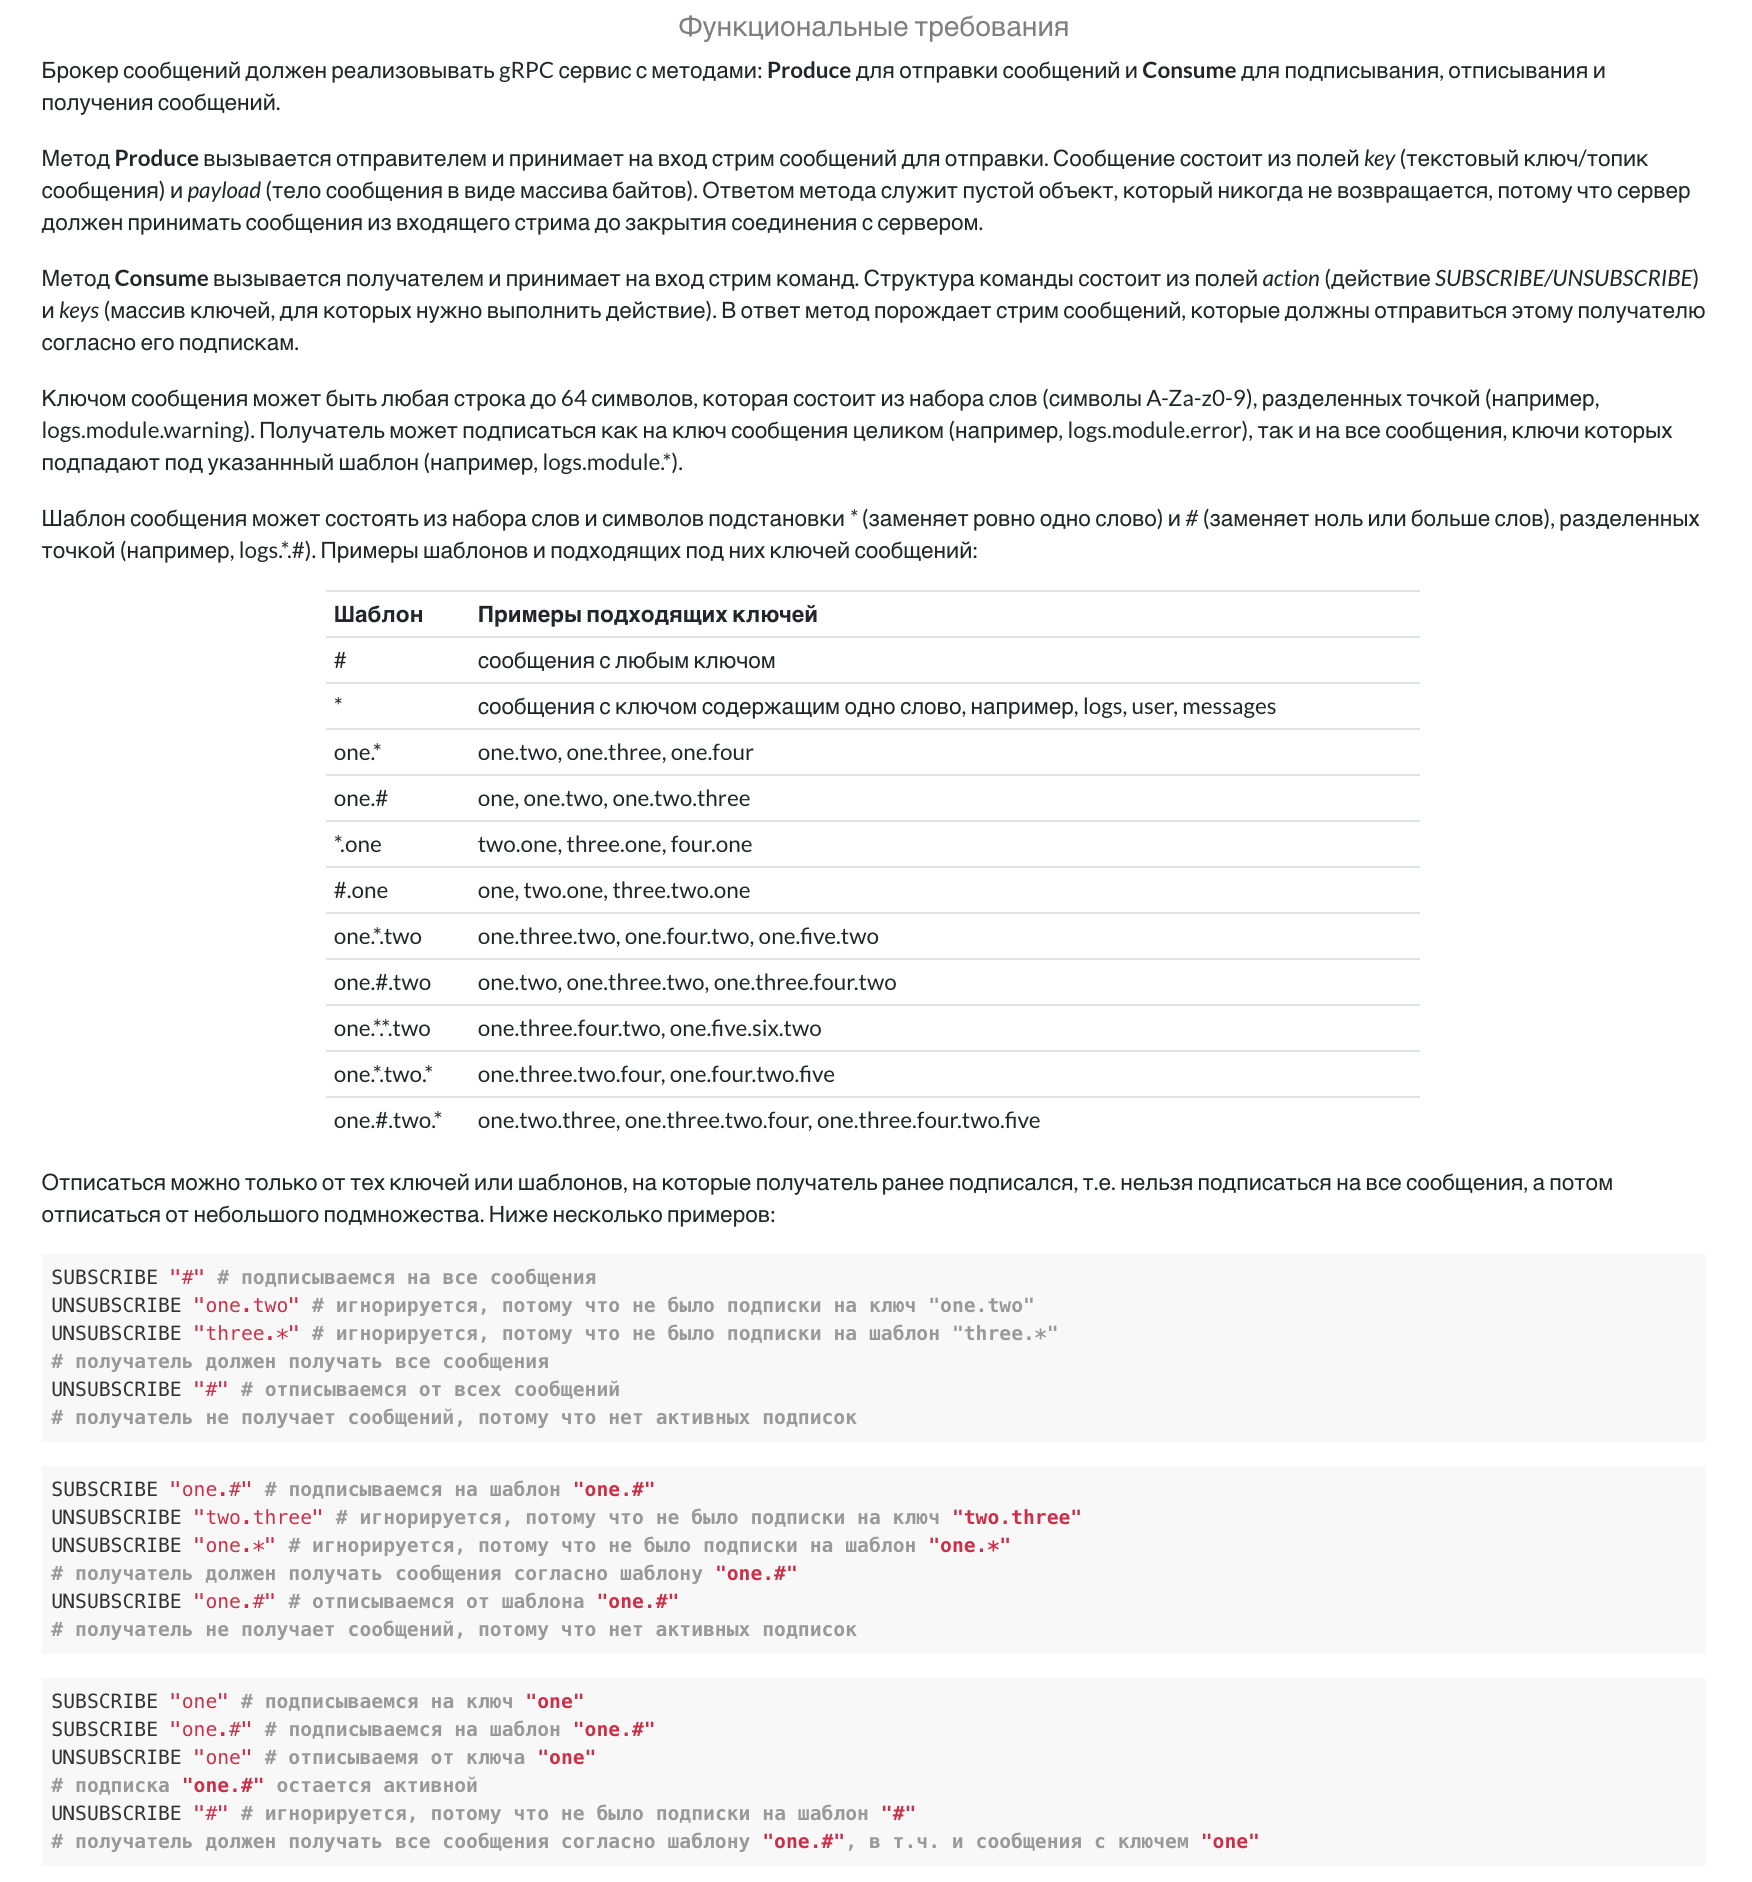 Функциональные требования
Брокер сообщений должен реализовывать gRPC сервис с методами: Produce для отправки сообщений и Consume для подписывания, отписывания и
получения сообщений.
Метод Produce вызывается отправителем и принимает на вход стрим сообщений для отправки. Сообщение состоит из полей key (текстовый ключ/топик
сообщения) и payload (тело сообщения в виде массива байтов). Ответом метода служит пустой объект, который никогда не возвращается, потому что сервер
должен принимать сообщения из входящего стрима до закрытия соединения с сервером.
Метод Consume вызывается получателем и принимает на вход стрим команд. Структура команды состоит из полей action (действие SUBSCRIBE/UNSUBSCRIBE)
и keys (массив ключей, для которых нужно выполнить действие). В ответ метод порождает стрим сообщений, которые должны отправиться этому получателю
согласно его подпискам.
Ключом сообщения может быть любая строка до 64 символов, которая состоит из набора слов (символы A-Za-z0-9), разделенных точкой (например,
logs.module.warning). Получатель может подписаться как на ключ сообщения целиком (например, logs.module.error), так и на все сообщения, ключи которых
подпадают под указаннный шаблон (например, logs.module.*).
Шаблон сообщения может состоять из набора слов и символов подстановки * (заменяет ровно одно слово) и # (заменяет ноль или больше слов), разделенных
точкой (например, logs.*.#). Примеры шаблонов и подходящих под них ключей сообщений:
Шаблон Примеры подходящих ключей
# сообщения с любым ключом
* сообщения с ключом содержащим одно слово, например, logs, user, messages
one.* one.two, one.three, one.four
one.# one, one.two, one.two.three
*.one two.one, three.one, four.one
#.one one, two.one, three.two.one
one.*.two one.three.two, one.four.two, one.five.two
one.#.two one.two, one.three.two, one.three.four.two
one.*.*.two one.three.four.two, one.five.six.two
one.*.two.* one.three.two.four, one.four.two.five
one.#.two.* one.two.three, one.three.two.four, one.three.four.two.five
Отписаться можно только от тех ключей или шаблонов, на которые получатель ранее подписался, т.е. нельзя подписаться на все сообщения, а потом
отписаться от небольшого подмножества. Ниже несколько примеров:
SUBSCRIBE "#" # подписываемся на все сообщения
UNSUBSCRIBE "one.two" # игнорируется, потому что не было подписки на ключ "one.two"
UNSUBSCRIBE "three.*" # игнорируется, потому что не было подписки на шаблон "three.*"
# получатель должен получать все сообщения
UNSUBSCRIBE "#" # отписываемся от всех сообщений
# получатель не получает сообщений, потому что нет активных подписок
SUBSCRIBE "one.#" # подписываемся на шаблон "one.#"
UNSUBSCRIBE "two.three" # игнорируется, потому что не было подписки на ключ "two.three"
UNSUBSCRIBE "one.*" # игнорируется, потому что не было подписки на шаблон "one.*"
# получатель должен получать сообщения согласно шаблону "one.#"
UNSUBSCRIBE "one.#" # отписываемся от шаблона "one.#"
# получатель не получает сообщений, потому что нет активных подписок
SUBSCRIBE "one" # подписываемся на ключ "one"
SUBSCRIBE "one.#" # подписываемся на шаблон "one.#"
UNSUBSCRIBE "one" # отписываемя от ключа "one"
# подписка "one.#" остается активной
UNSUBSCRIBE "#" # игнорируется, потому что не было подписки на шаблон "#"
# получатель должен получать все сообщения согласно шаблону "one.#", в т.ч. и сообщения с ключем "one"